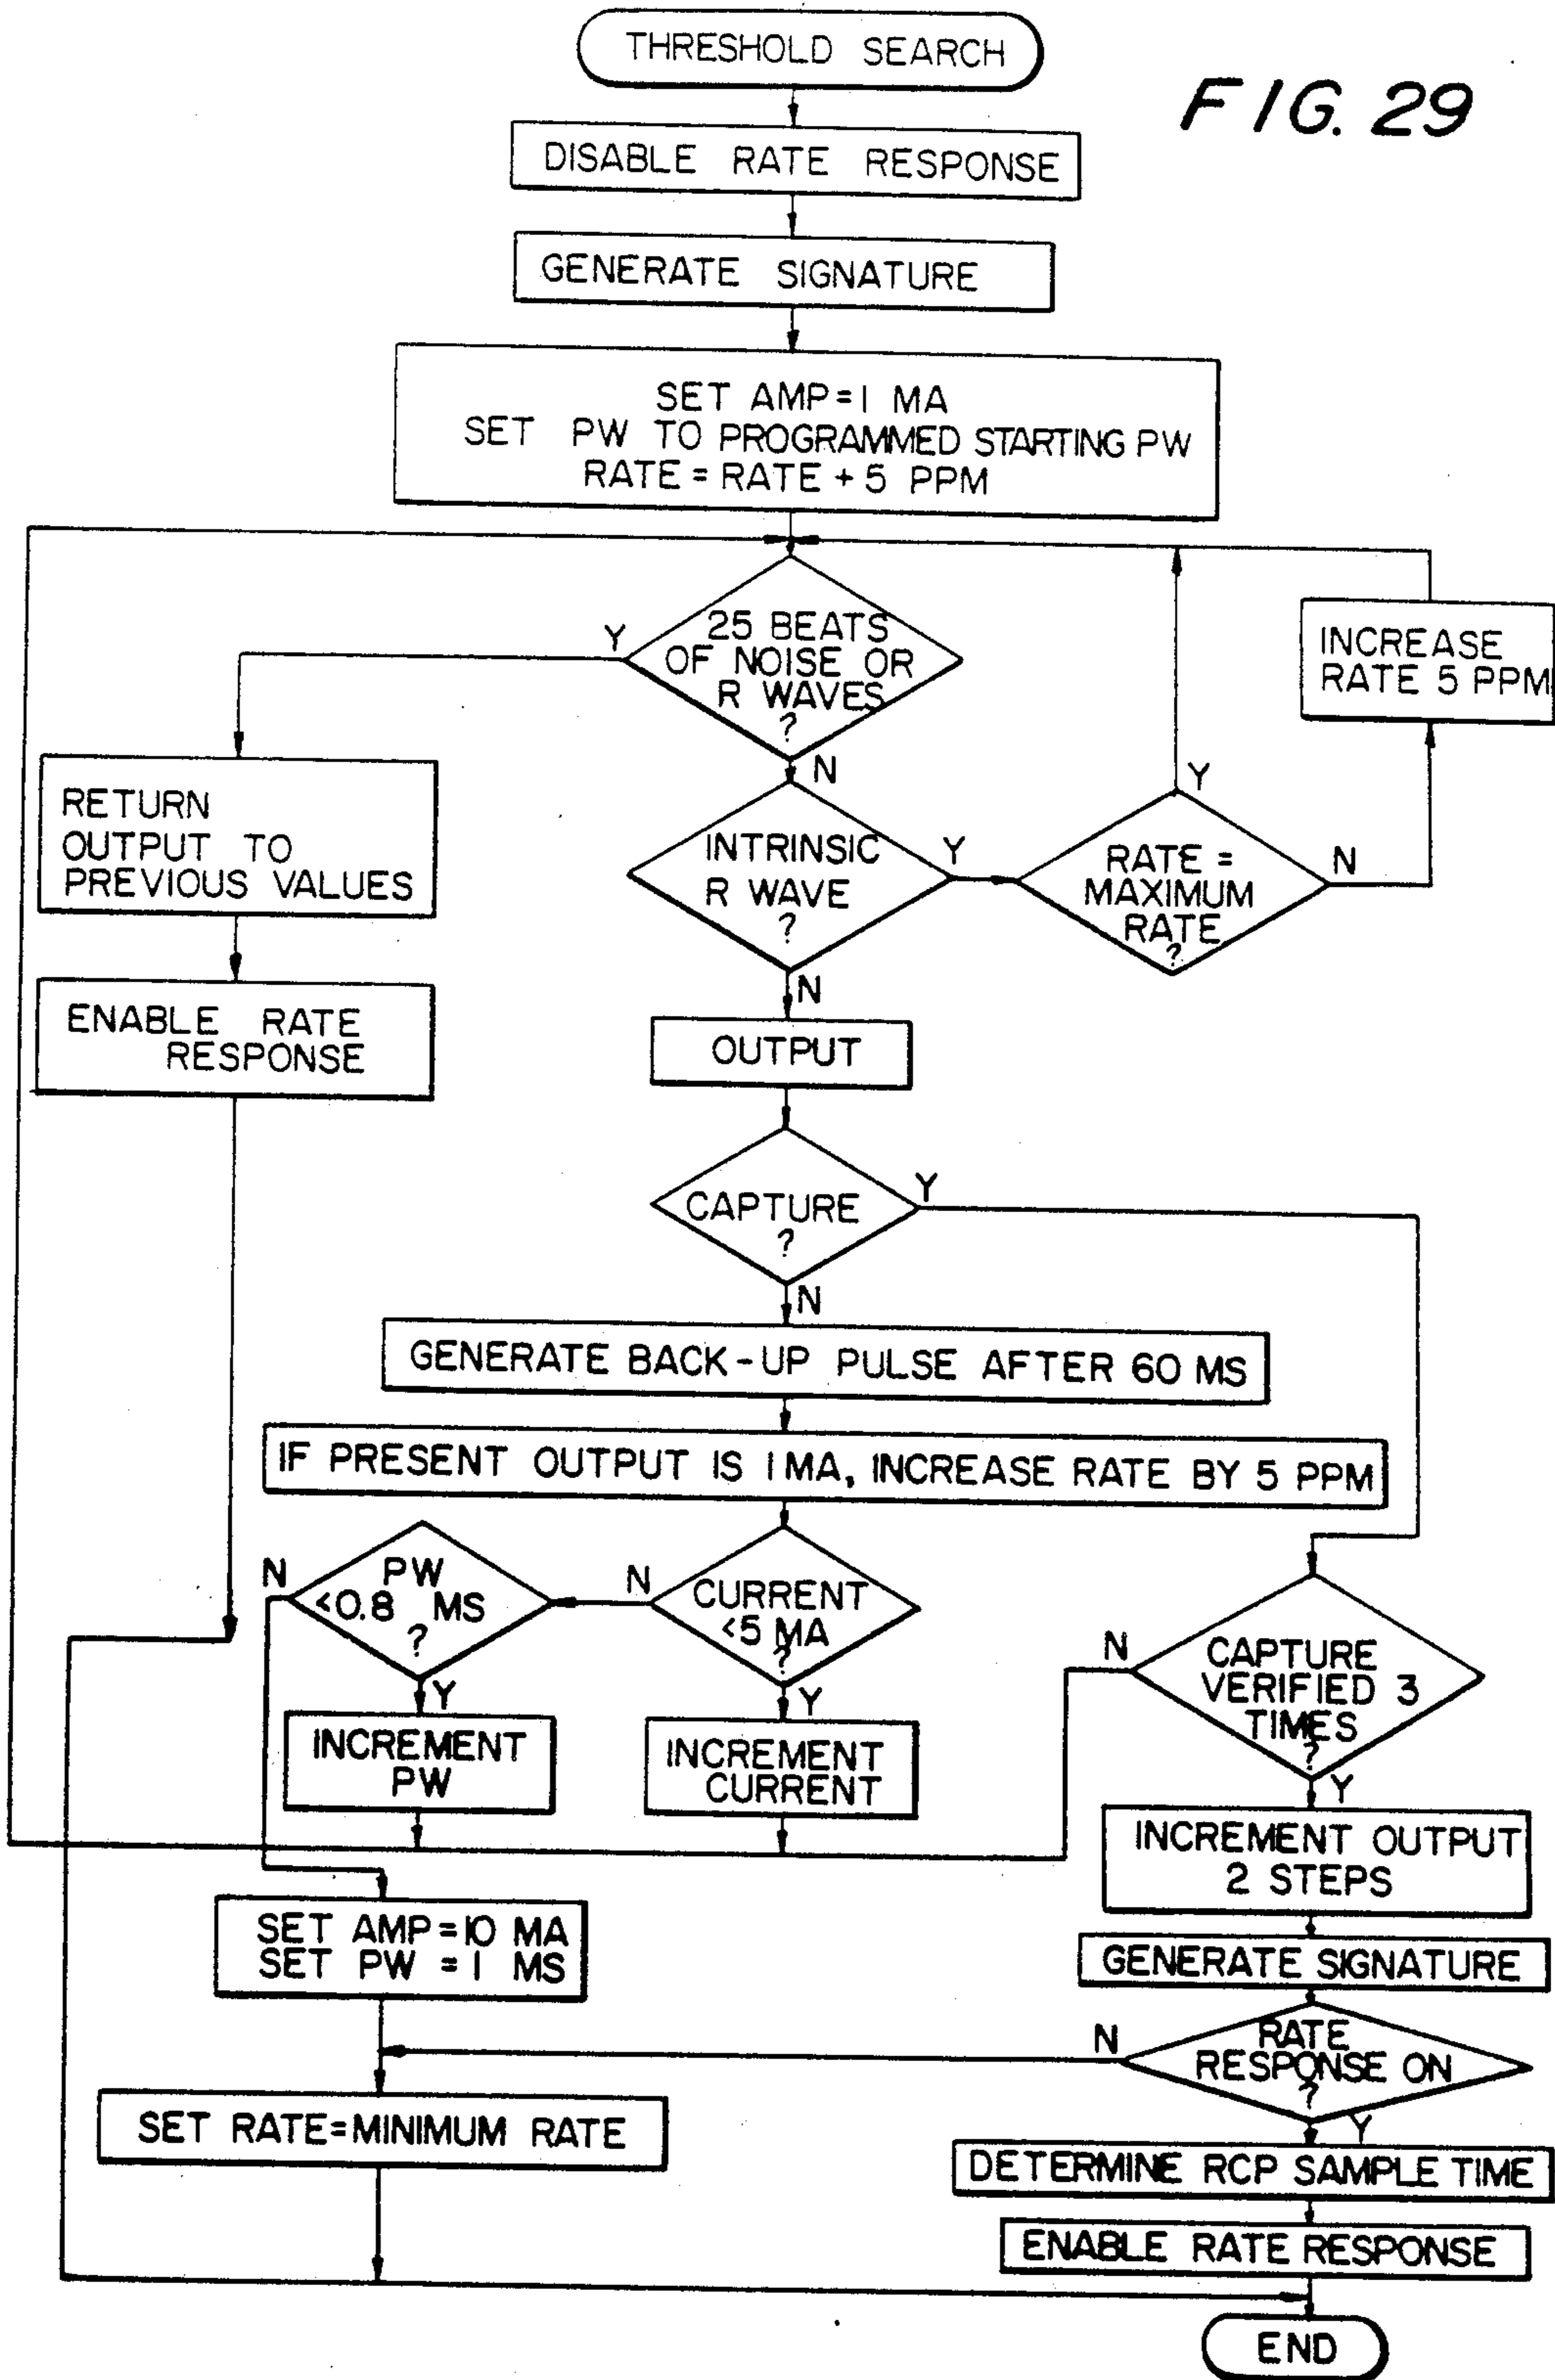 THRESHOLD SEARCH
FIG. 29
DISABLE RATE RESPONSE
GENERATE SIGNATURE
SET AMP=1 MA
SET PW TO PROGRAMMED STARTING PW
RATE=RATE+5 PPM
25 BEATS
OF NOISE OR
R WAVES
?
Y
N
INCREASE
RATE 5 PPM
RETURN
OUTPUT TO
PREVIOUS VALUES
INTRINSIC
R WAVE
?
Y
N
RATE =
MAXIMUM
RATE
?
Y
N
ENABLE RATE
RESPONSE
OUTPUT
CAPTURE
?
Y
N
GENERATE BACK-UP PULSE AFTER 60 MS
IF PRESENT OUTPUT IS 1MA, INCREASE RATE BY 5 PPM
PW
<0.8 MS
?
N
Y
CURRENT
<5 MA
?
N
Y
CAPTURE
VERIFIED 3
TIMES
?
N
Y
INCREMENT
PW
INCREMENT
CURRENT
INCREMENT OUTPUT
2 STEPS
SET AMP=10 MA
SET PW =1 MS
GENERATE SIGNATURE
RATE
RESPONSE ON
?
N
Y
SET RATE=MINIMUM RATE
DETERMINE RCP SAMPLE TIME
ENABLE RATE RESPONSE
END